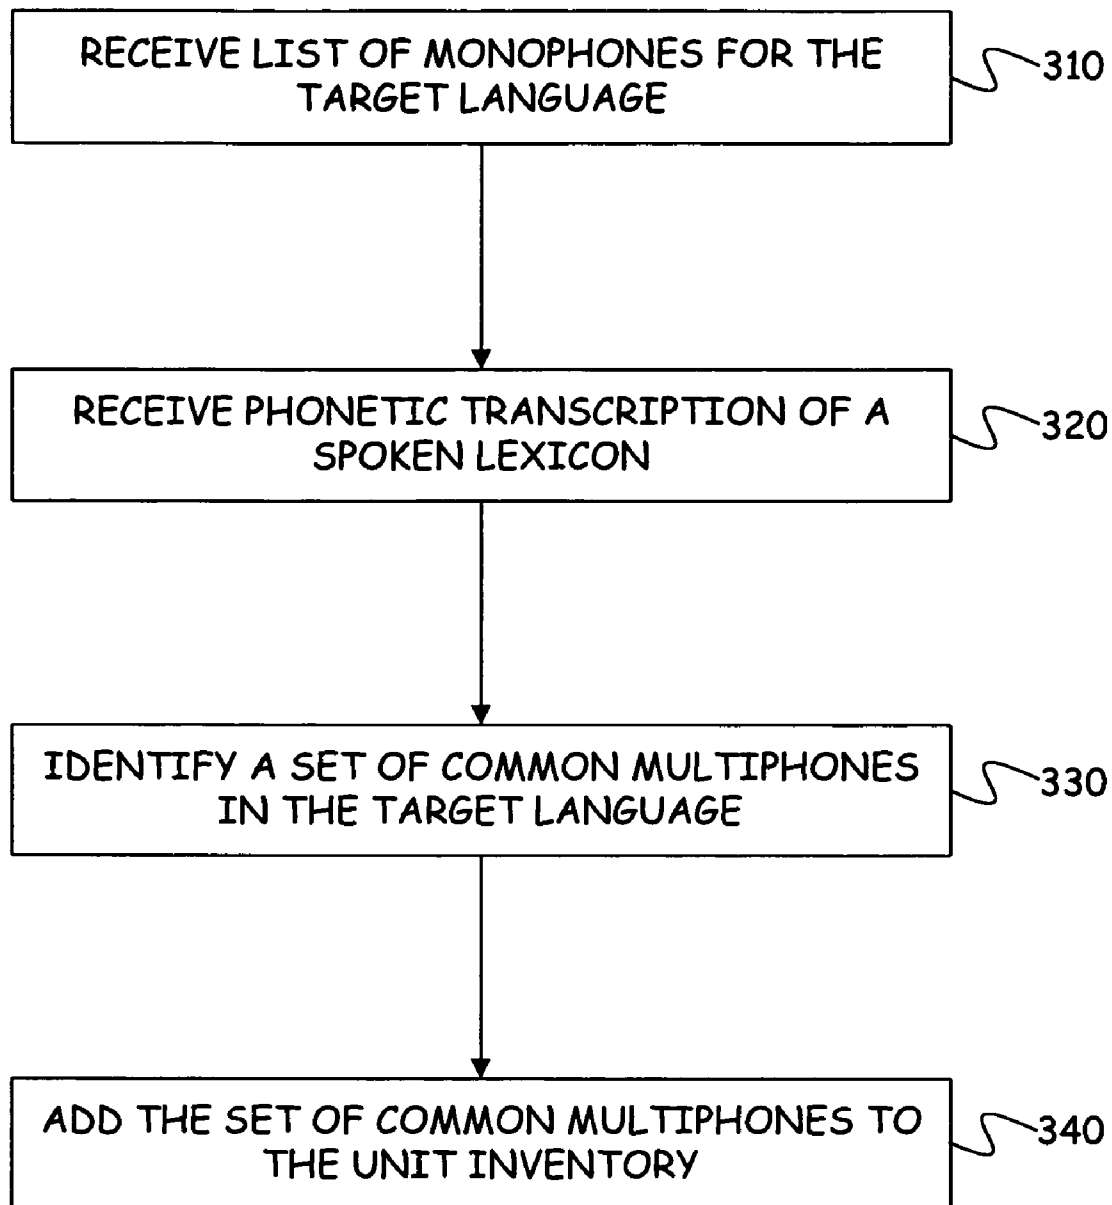 RECEIVE LIST OF MONOPHONES FOR THE
TARGET LANGUAGE
310
RECEIVE PHONETIC TRANSCRIPTION OF A
SPOKEN LEXICON
320
IDENTIFY A SET OF COMMON MULTIPHONES
IN THE TARGET LANGUAGE
330
ADD THE SET OF COMMON MULTIPHONES TO
THE UNIT INVENTORY
340